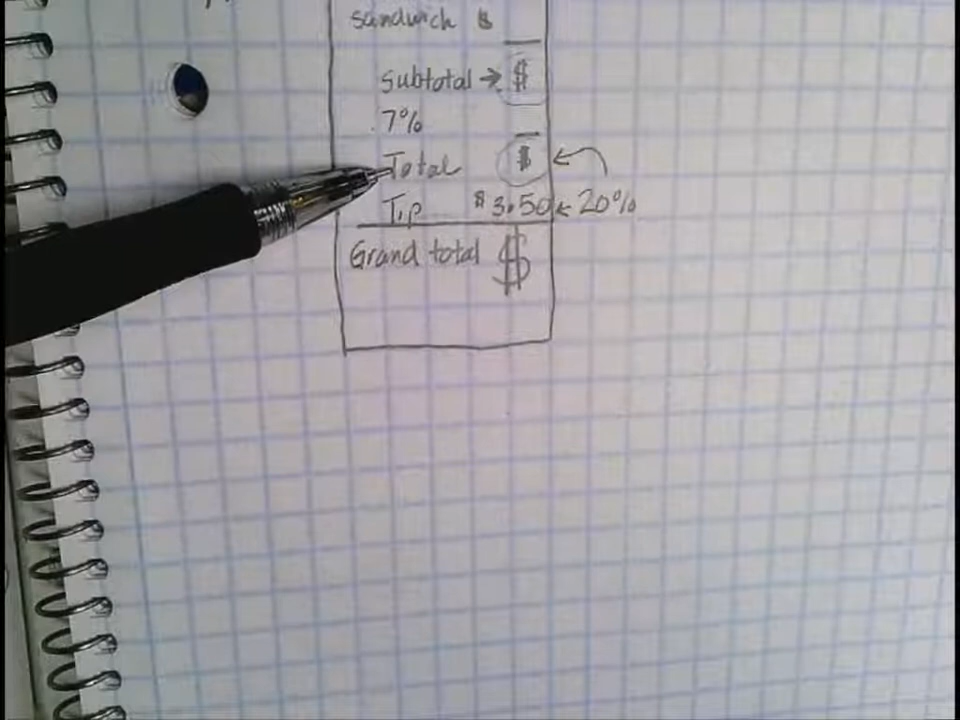 sandwich $
subtotal → $
7%
Total $
Tip $3.50 ← 20%
Grand total $